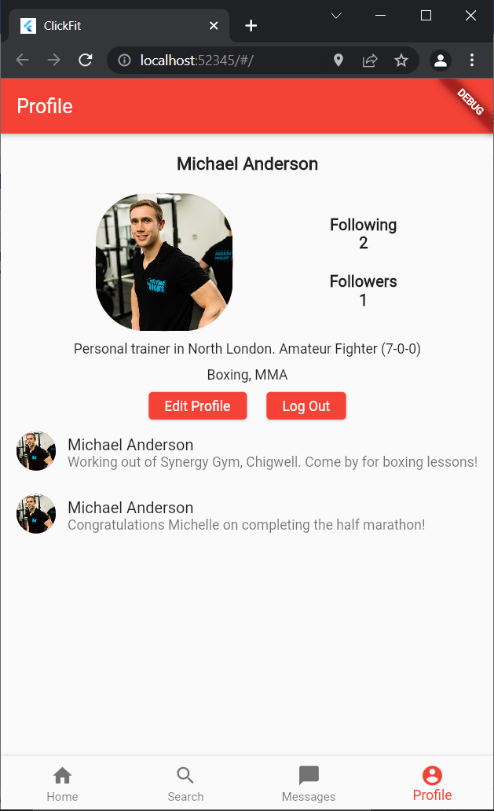 ClickFit
localhost:52345/#/
Profile
DEBUG
Michael Anderson
Following
2
Followers
1
Personal trainer in North London. Amateur Fighter (7-0-0)
Boxing, MMA
Edit Profile
Log Out
Michael Anderson
Working out of Synergy Gym, Chigwell. Come by for boxing lessons!
Michael Anderson
Congratulations Michelle on completing the half marathon!
Home
Search
Messages
Profile